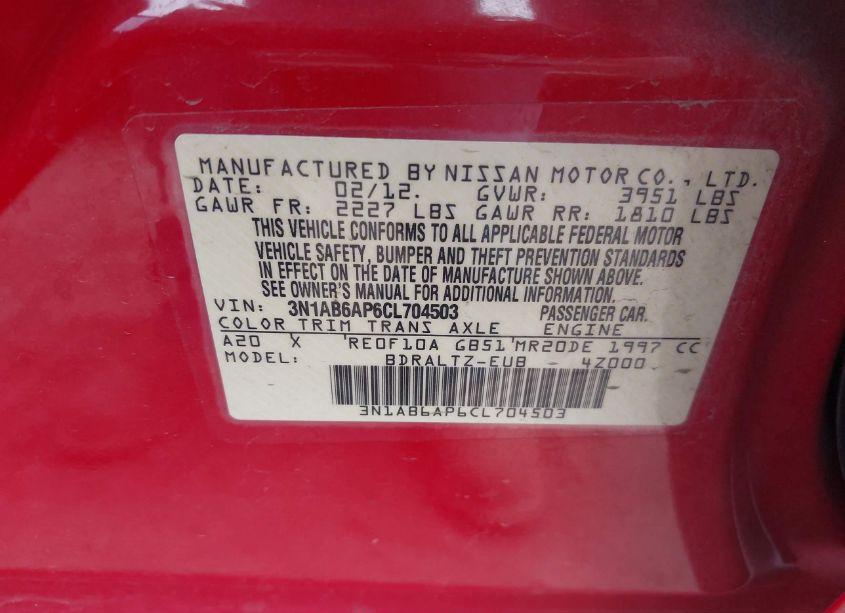 MANUFACTURED BY NISSAN MOTOR CO., LTD.
DATE: 02/12. GVWR: 3951 LBS
GAWR FR: 2227 LBS GAWR RR: 1810 LBS
THIS VEHICLE CONFORMS TO ALL APPLICABLE FEDERAL MOTOR
VEHICLE SAFETY, BUMPER AND THEFT PREVENTION STANDARDS
IN EFFECT ON THE DATE OF MANUFACTURE SHOWN ABOVE.
SEE OWNER'S MANUAL FOR ADDITIONAL INFORMATION.
VIN: 3N1AB6AP6CL704503 PASSENGER CAR.
COLOR TRIM TRANS AXLE ENGINE
A20 X RE0F10A GB51 MR20DE 1997 CC
MODEL: BDRALTZ-EUB - 4Z000
3N1AB6AP6CL704503